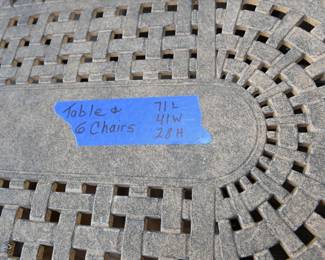 Table & 71L
6 Chairs 41W
28H